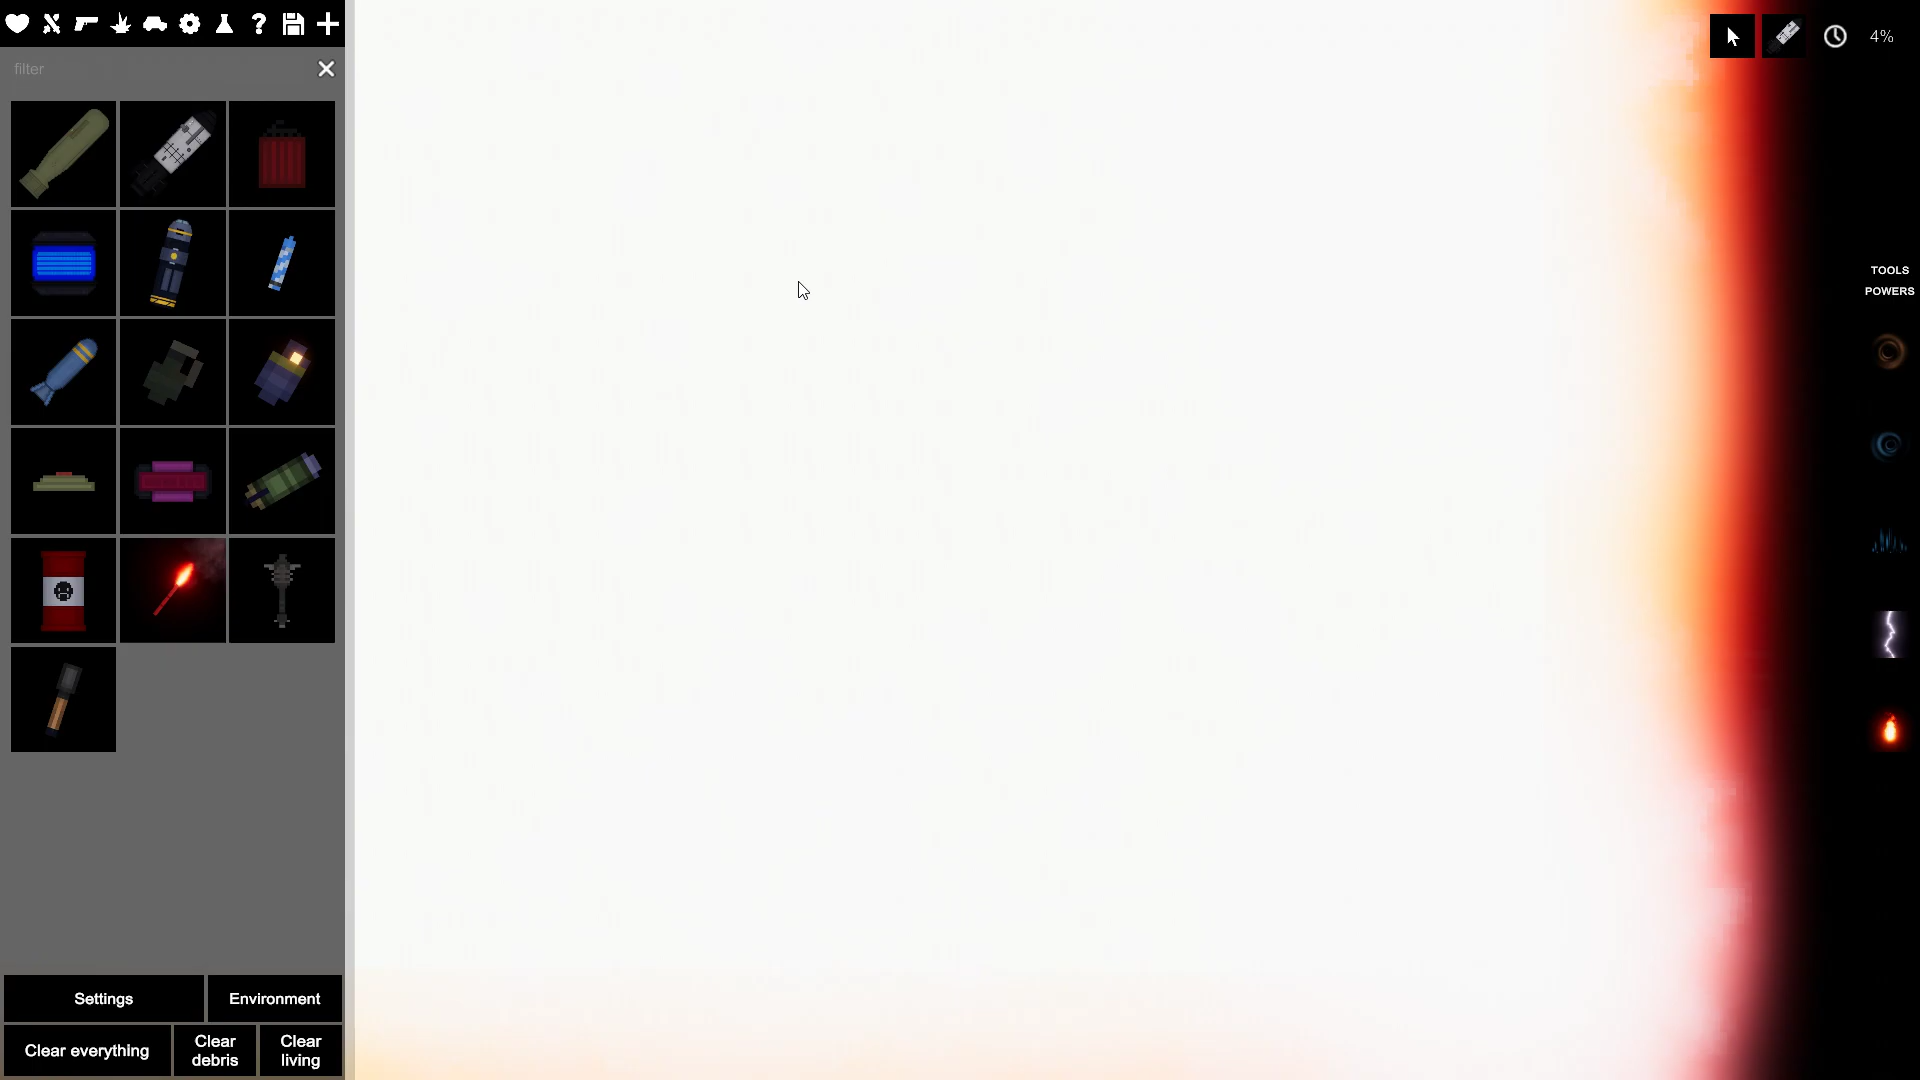 filter
4%
TOOLS
POWERS
Settings
Environment
Clear everything
Clear
debris
Clear
living